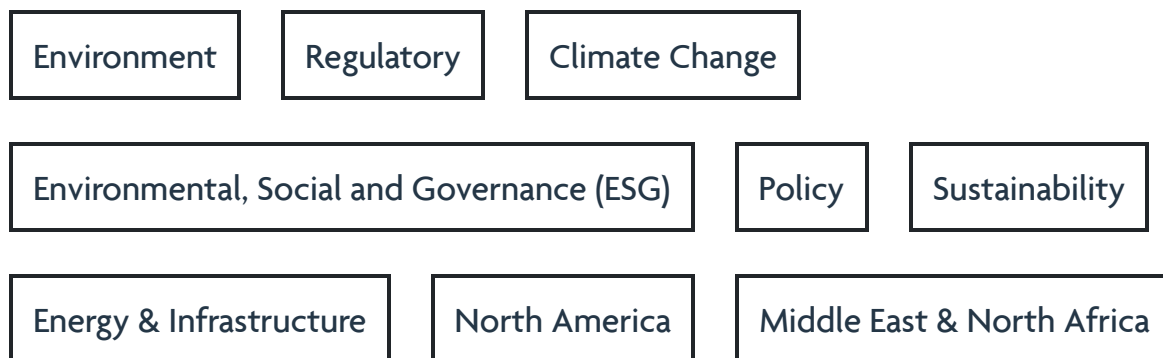 Environment Regulatory Climate Change
Environmental, Social and Governance (ESG) Policy Sustainability
Energy & Infrastructure North America Middle East & North Africa